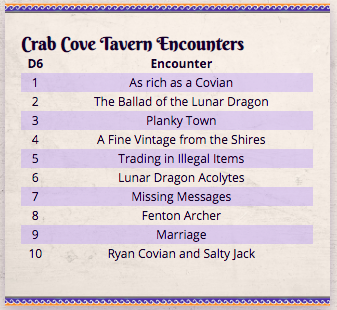 Crab Cove Tavern Encounters
D6 Encounter
1 As rich as a Covian
2 The Ballad of the Lunar Dragon
3 Planky Town
4 A Fine Vintage from the Shires
5 Trading in Illegal Items
6 Lunar Dragon Acolytes
7 Missing Messages
8 Fenton Archer
9 Marriage
10 Ryan Covian and Salty Jack